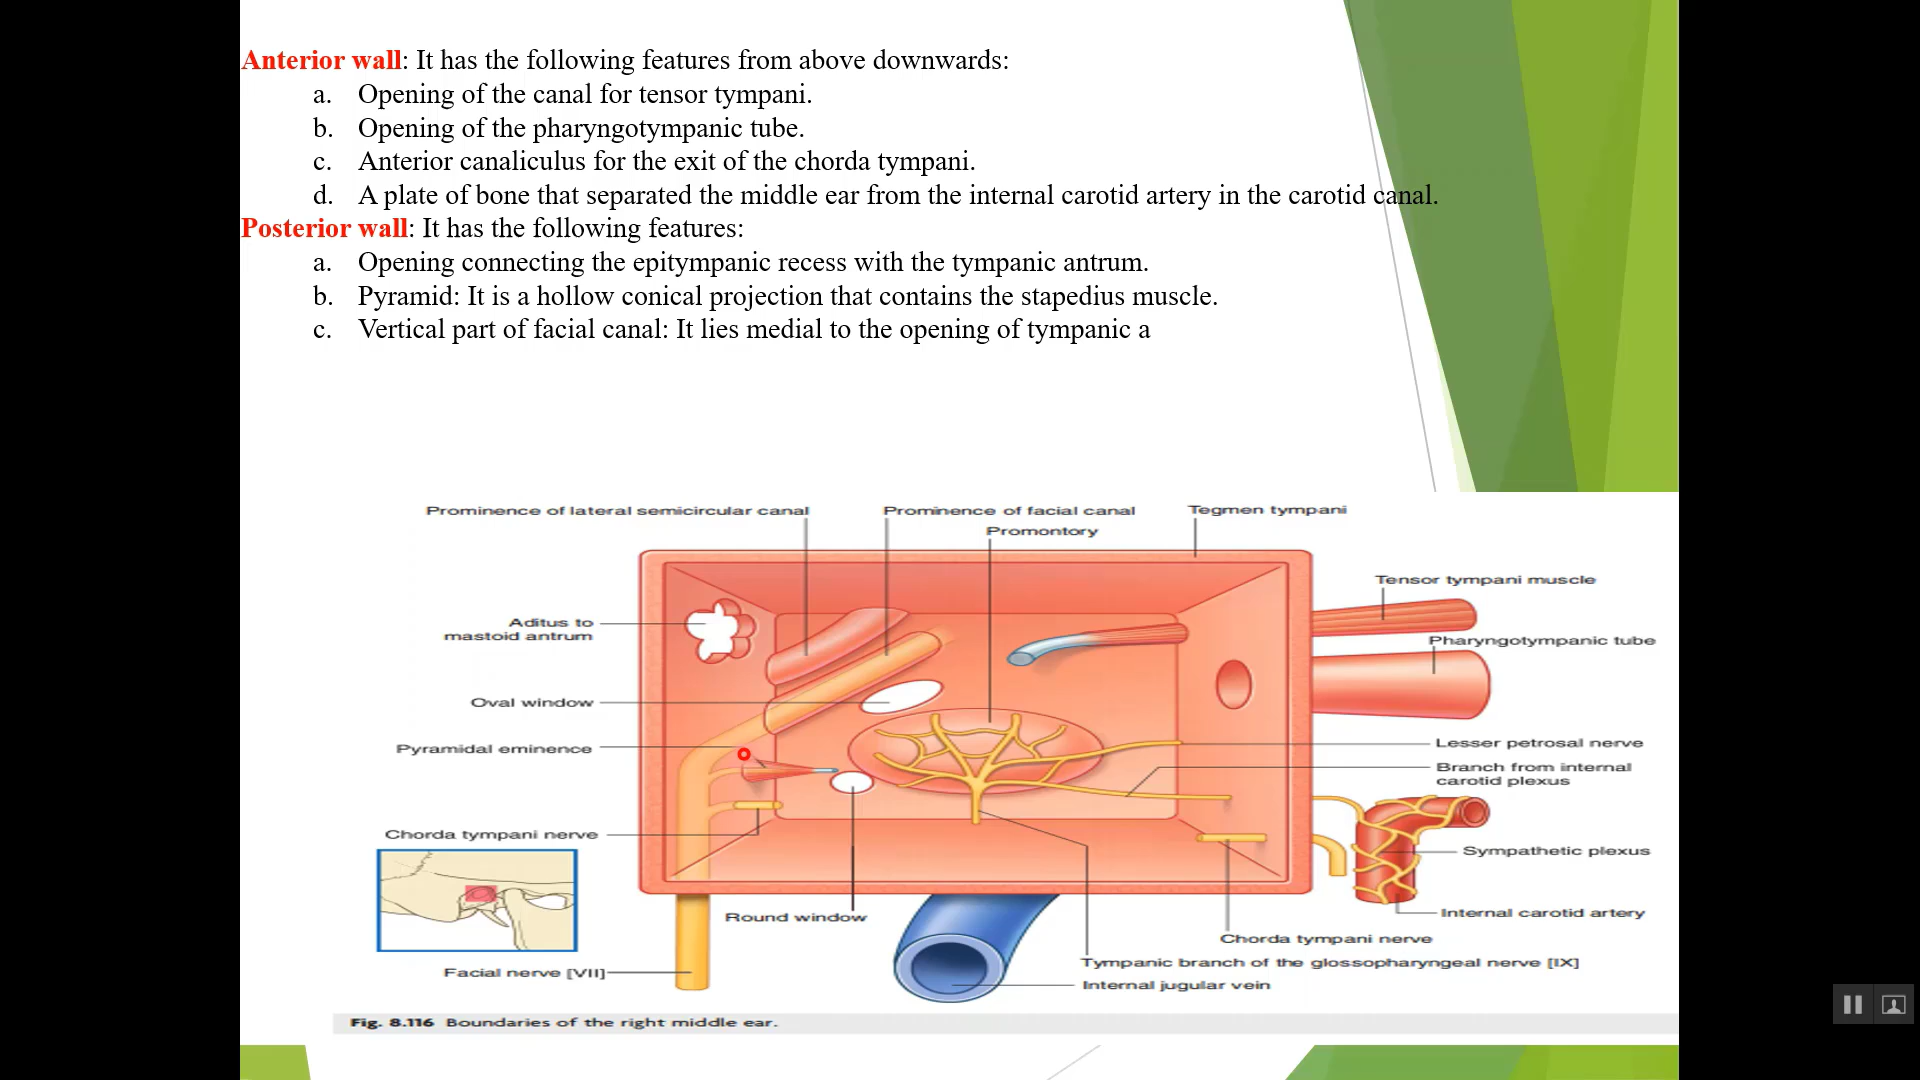 Anterior wall: It has the following features from above downwards:
a. Opening of the canal for tensor tympani.
b. Opening of the pharyngotympanic tube.
c. Anterior canaliculus for the exit of the chorda tympani.
d. A plate of bone that separated the middle ear from the internal carotid artery in the carotid canal.
Posterior wall: It has the following features:
a. Opening connecting the epitympanic recess with the tympanic antrum.
b. Pyramid: It is a hollow conical projection that contains the stapedius muscle.
c. Vertical part of facial canal: It lies medial to the opening of tympanic a
Prominence of lateral semicircular canal
Prominence of facial canal
Tegmen tympani
Promontory
Tensor tympani muscle
Aditus to
mastoid antrum
Pharyngotympanic tube
Oval window
Pyramidal eminence
Lesser petrosal nerve
Branch from internal
carotid plexus
Chorda tympani nerve
Sympathetic plexus
Round window
Internal carotid artery
Chorda tympani nerve
Tympanic branch of the glossopharyngeal nerve [IX]
Facial nerve [VII]
Internal jugular vein
Fig. 8.116 Boundaries of the right middle ear.